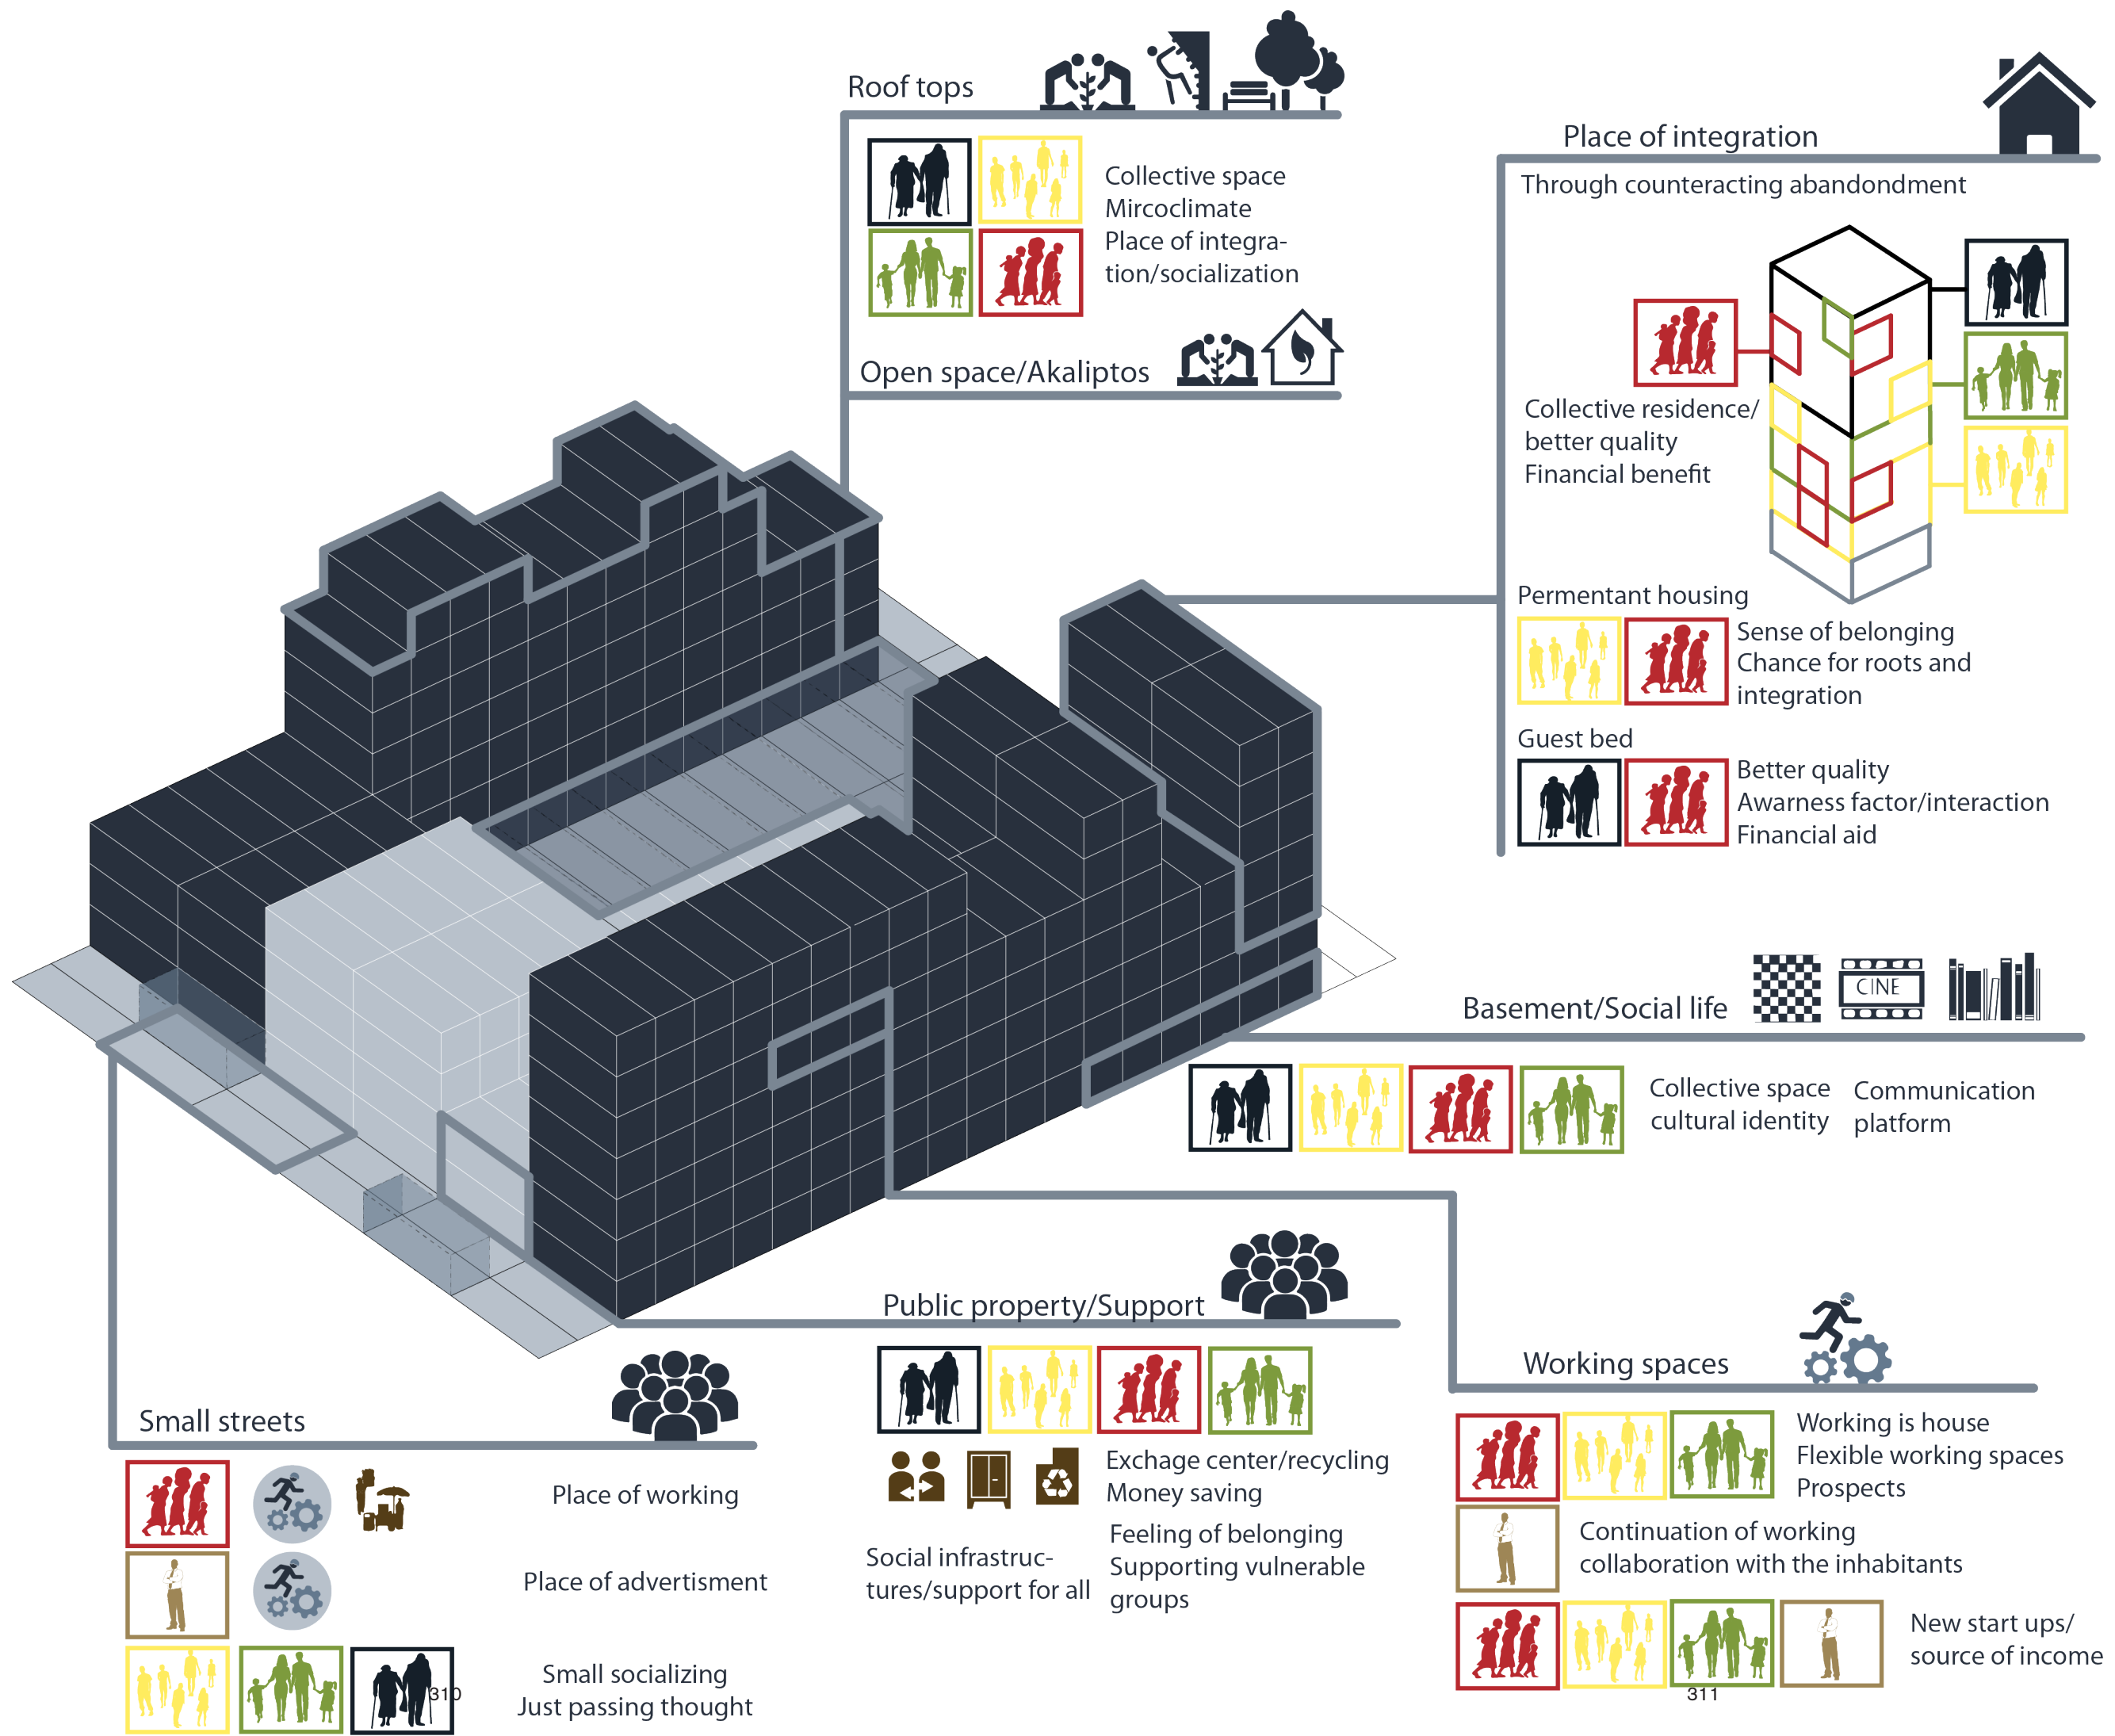 Roof tops
Collective space
Mircoclimate
Place of integra-
tion/socialization
Open space/Akaliptos
Place of integration
Through counteracting abandondment
Collective residence/
better quality
Financial benefit
Permentant housing
Sense of belonging
Chance for roots and
integration
Guest bed
Better quality
Awarness factor/interaction
Financial aid
Basement/Social life
CINE
Collective space
cultural identity
Communication
platform
Public property/Support
Exchage center/recycling
Money saving
Social infrastruc-
tures/support for all
Feeling of belonging
Supporting vulnerable
groups
Working spaces
Working is house
Flexible working spaces
Prospects
Continuation of working
collaboration with the inhabitants
New start ups/
source of income
Small streets
Place of working
Place of advertisment
Small socializing
Just passing thought
310
311